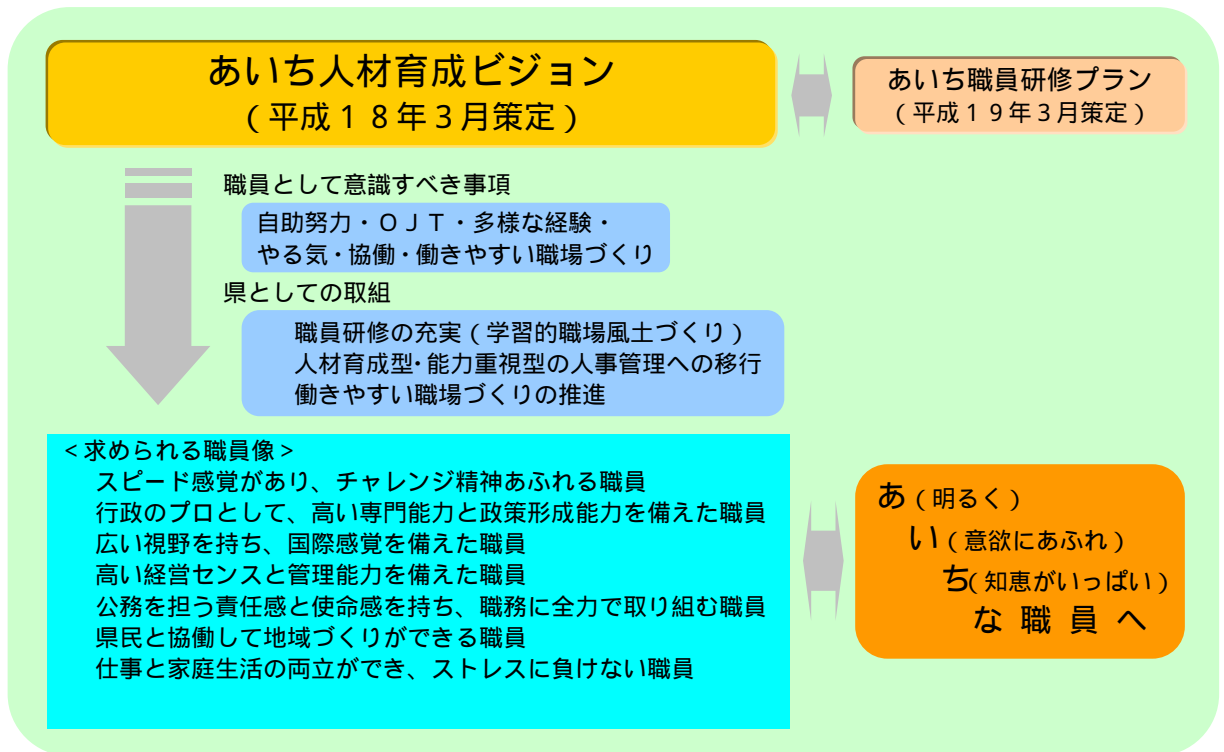 あいち人材育成ビジョン
(平成18年3月策定)
あいち職員研修プラン
(平成19年3月策定)
職員として意識すべき事項
自助努力・OJT・多様な経験・
やる気・協働・働きやすい職場づくり
県としての取組
職員研修の充実(学習的職場風土づくり)
人材育成型・能力重視型の人事管理への移行
働きやすい職場づくりの推進
<求められる職員像>
スピード感覚があり、チャレンジ精神あふれる職員
行政のプロとして、高い専門能力と政策形成能力を備えた職員
広い視野を持ち、国際感覚を備えた職員
高い経営センスと管理能力を備えた職員
公務を担う責任感と使命感を持ち、職務に全力で取り組む職員
県民と協働して地域づくりができる職員
仕事と家庭生活の両立ができ、ストレスに負けない職員
あ(明るく)
い(意欲にあふれ)
ち(知恵がいっぱい)
な職員へ